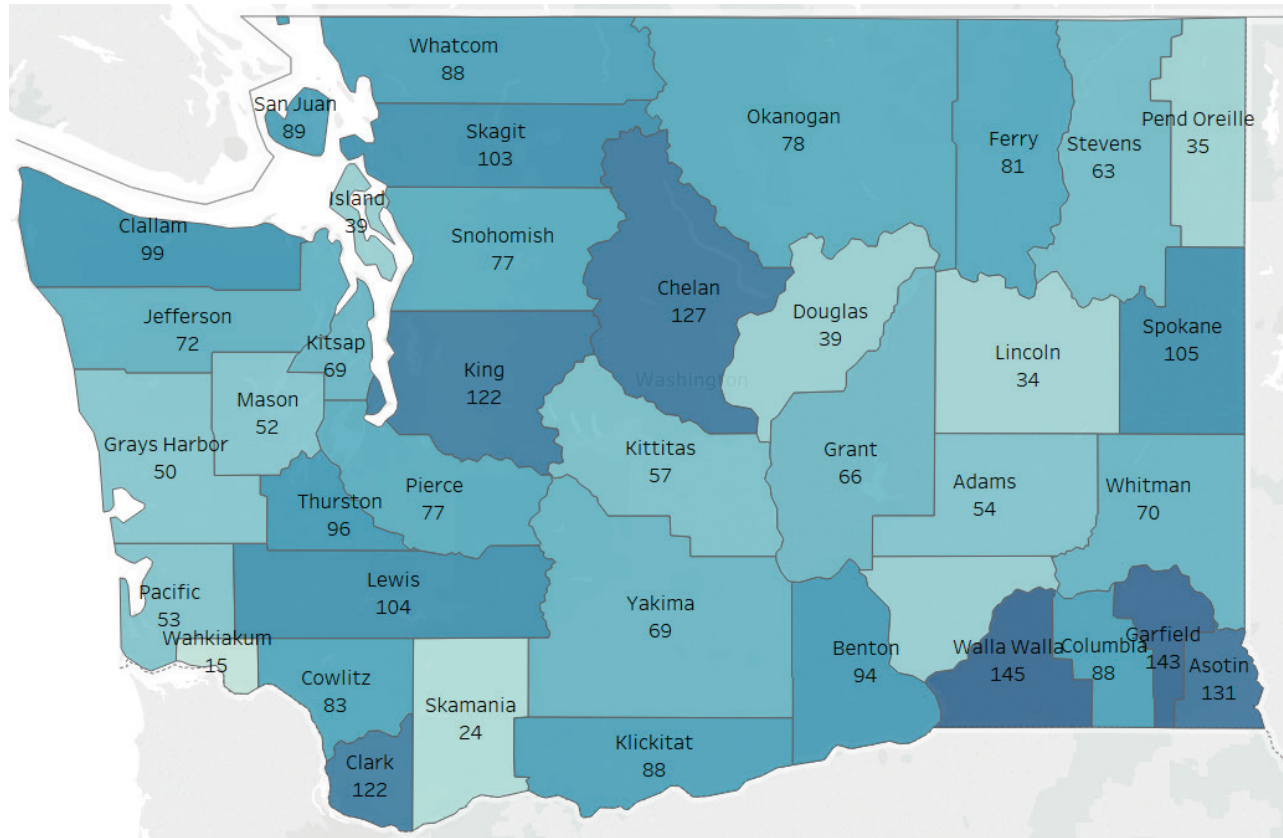 Whatcom
88
San Juan
89
Skagit
103
Okanogan
78
Ferry
81
Stevens
63
Pend Oreille
35
Island
39
Clallam
99
Snohomish
77
Chelan
127
Douglas
39
Lincoln
34
Spokane
105
Jefferson
72
Kitsap
69
King
122
Washington
Mason
52
Grays Harbor
50
Kittitas
57
Grant
66
Adams
54
Whitman
70
Thurston
96
Pierce
77
Lewis
104
Pacific
53
Wahkiakum
15
Yakima
69
Benton
94
Walla Walla
145
Columbia
88
Garfield
143
Asotin
131
Cowlitz
83
Skamania
24
Klickitat
88
Clark
122